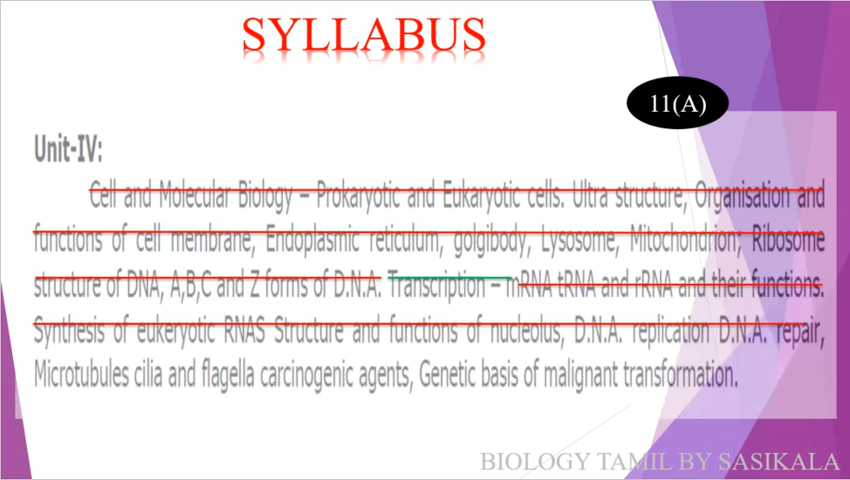 SYLLABUS
11(A)
Unit-IV:
Cell and Molecular Biology – Prokaryotic and Eukaryotic cells. Ultra structure, Organisation and
functions of cell membrane, Endoplasmic reticulum, golgibody, Lysosome, Mitochondrion; Ribosome
structure of DNA, A,B,C and Z forms of D.N.A. Transcription – mRNA tRNA and rRNA and their functions.
Synthesis of eukeryotic RNAS Structure and functions of nucleolus, D.N.A. replication D.N.A. repair,
Microtubules cilia and flagella carcinogenic agents, Genetic basis of malignant transformation.
BIOLOGY TAMIL BY SASIKALA